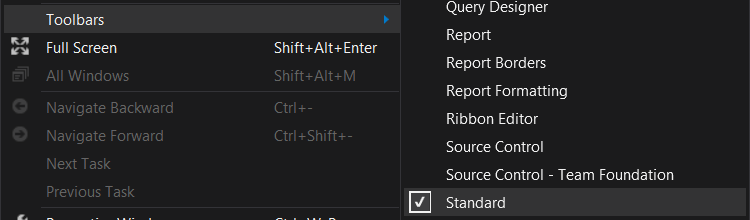 Toolbars
Full Screen Shift+Alt+Enter
All Windows Shift+Alt+M
Navigate Backward Ctrl+-
Navigate Forward Ctrl+Shift+-
Next Task
Previous Task
Query Designer
Report
Report Borders
Report Formatting
Ribbon Editor
Source Control
Source Control - Team Foundation
Standard